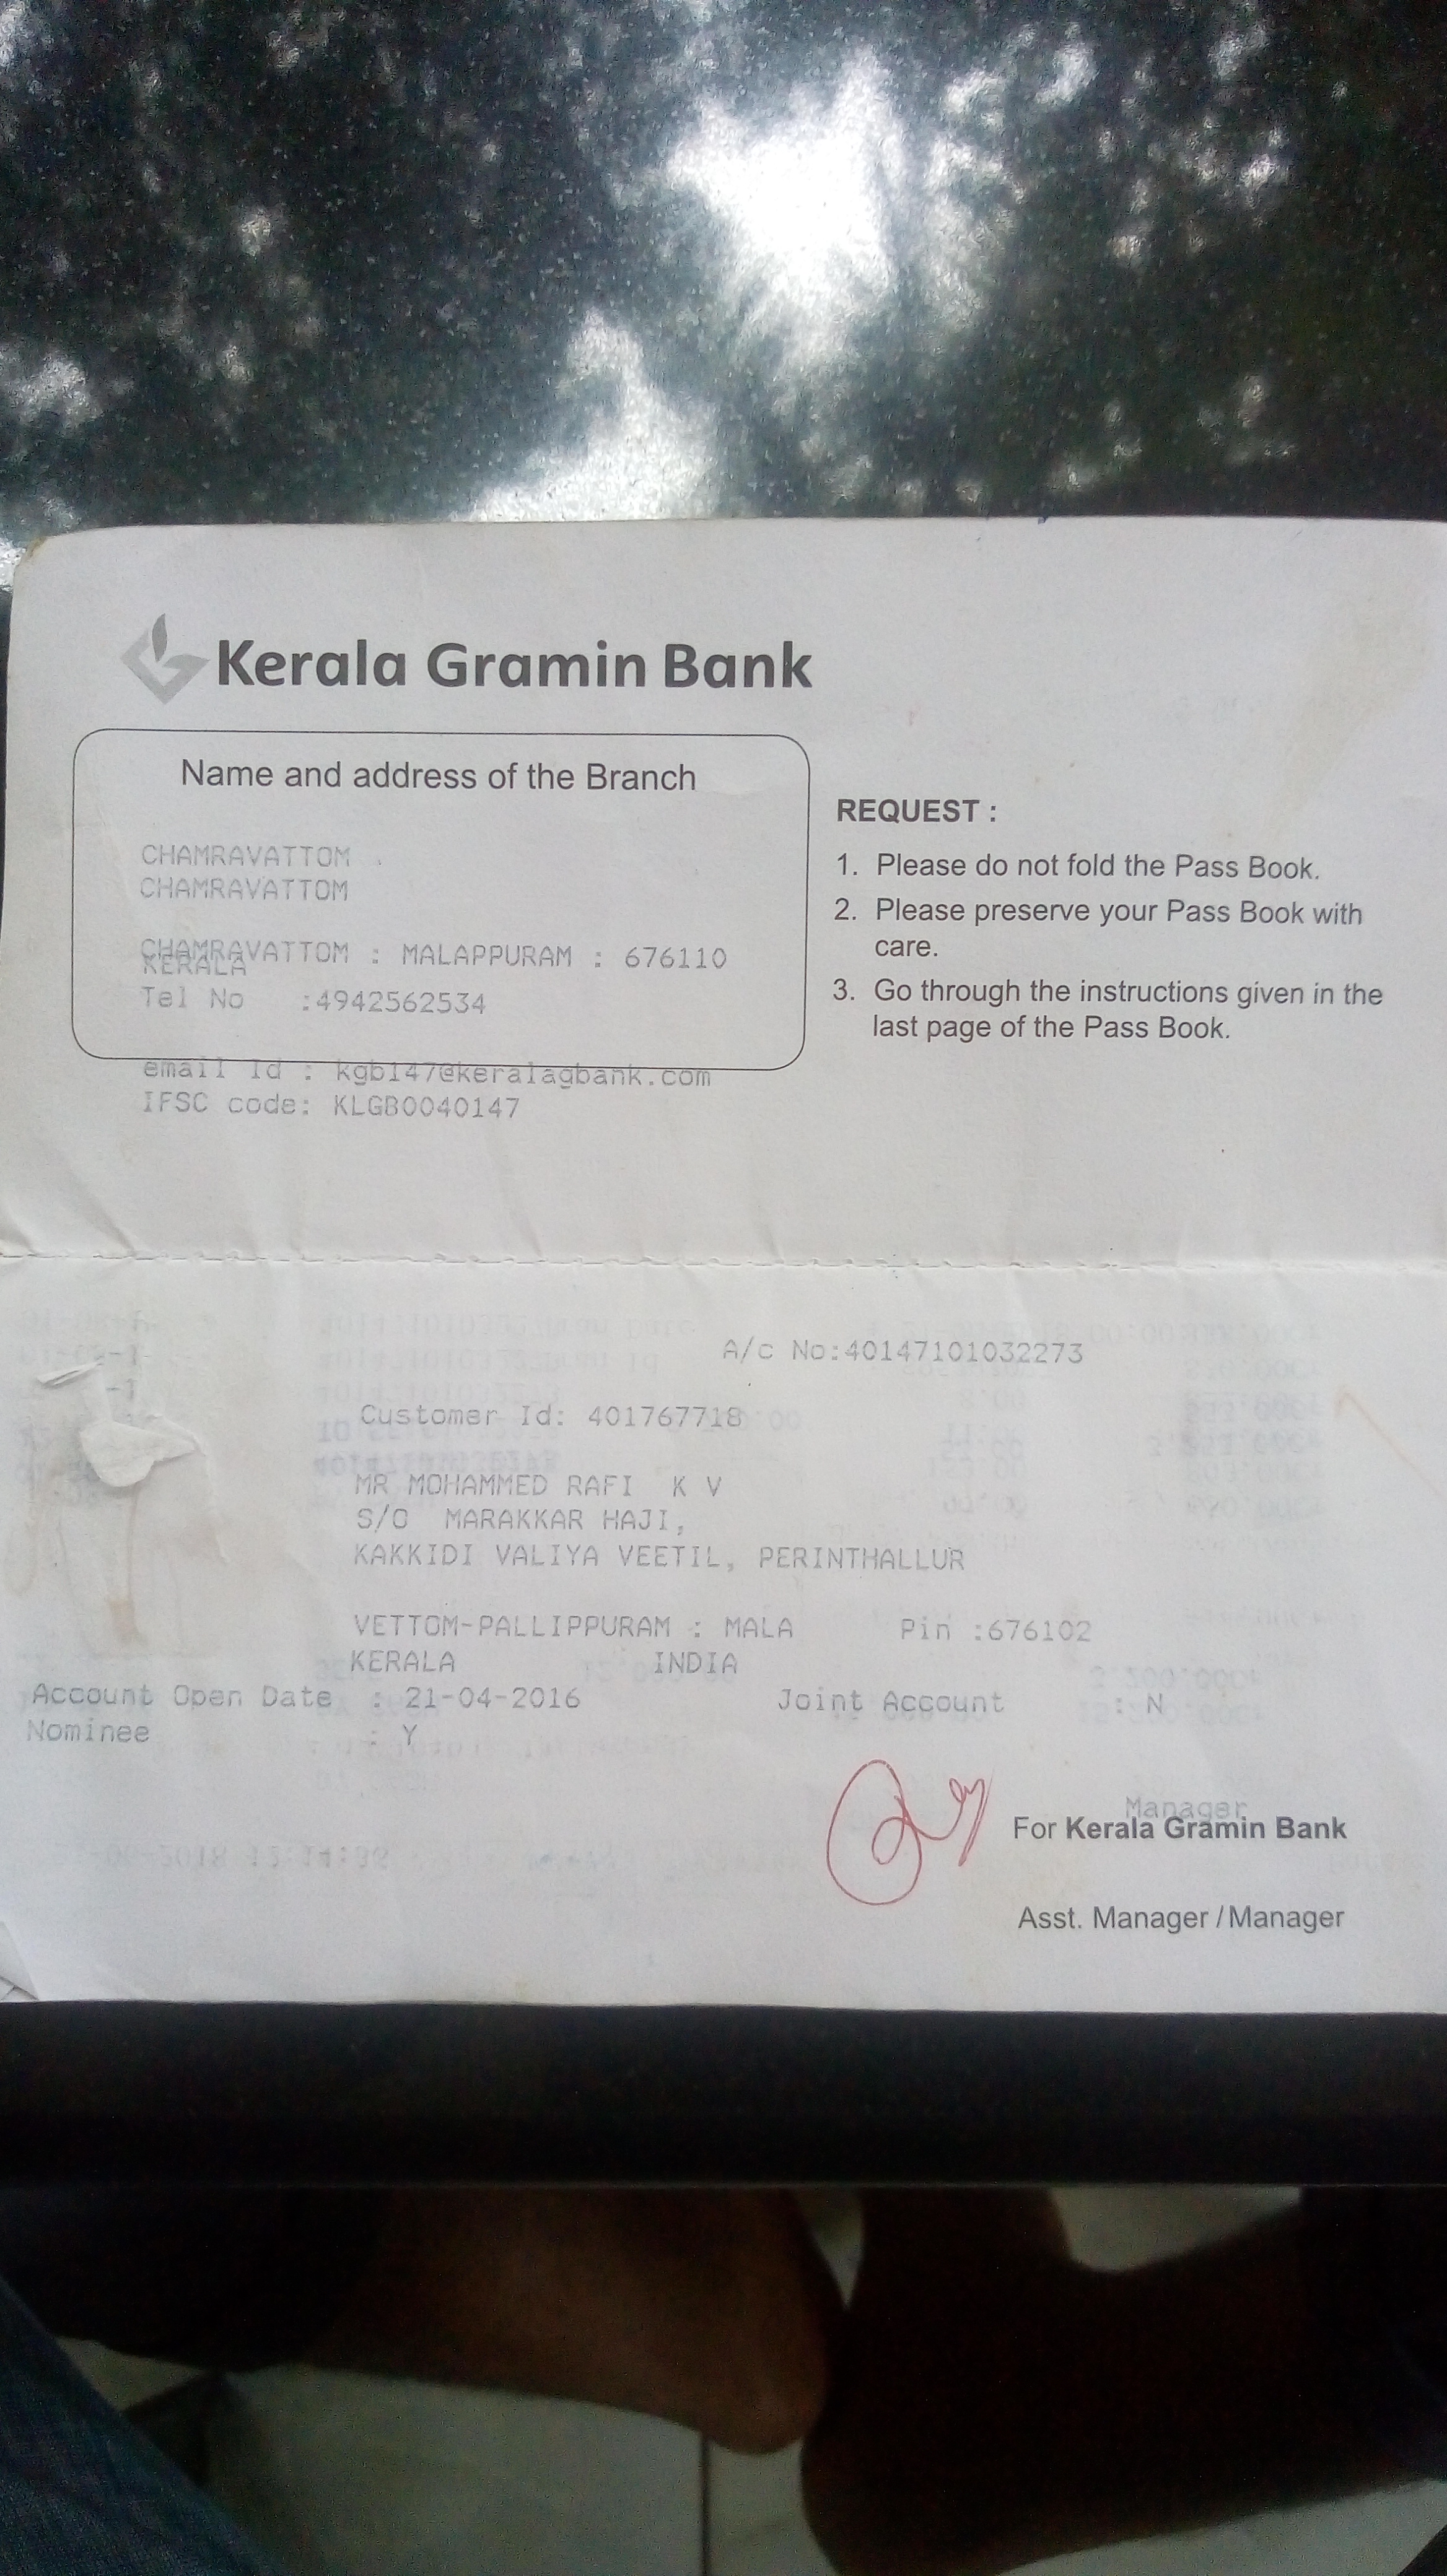 Kerala Gramin Bank
Name and address of the Branch
CHAMRAVATTOM
CHAMRAVATTOM
CHAMRAVATTOM : MALAPPURAM : 676110
KERALA
Tel No :4942562534
email Id : kgb147@keralagbank.com
IFSC code: KLGB0040147
REQUEST :
1. Please do not fold the Pass Book.
2. Please preserve your Pass Book with
care.
3. Go through the instructions given in the
last page of the Pass Book.
A/c No:40147101032273
Customer Id: 401767718
MR MOHAMMED RAFI K V
S/O MARAKKAR HAJI,
KAKKIDI VALIYA VEETIL, PERINTHALLUR
VETTOM-PALLIPPURAM : MALA Pin :676102
KERALA INDIA
Account Open Date : 21-04-2016 Joint Account : N
Nominee : Y
Manager
For Kerala Gramin Bank
Asst. Manager / Manager